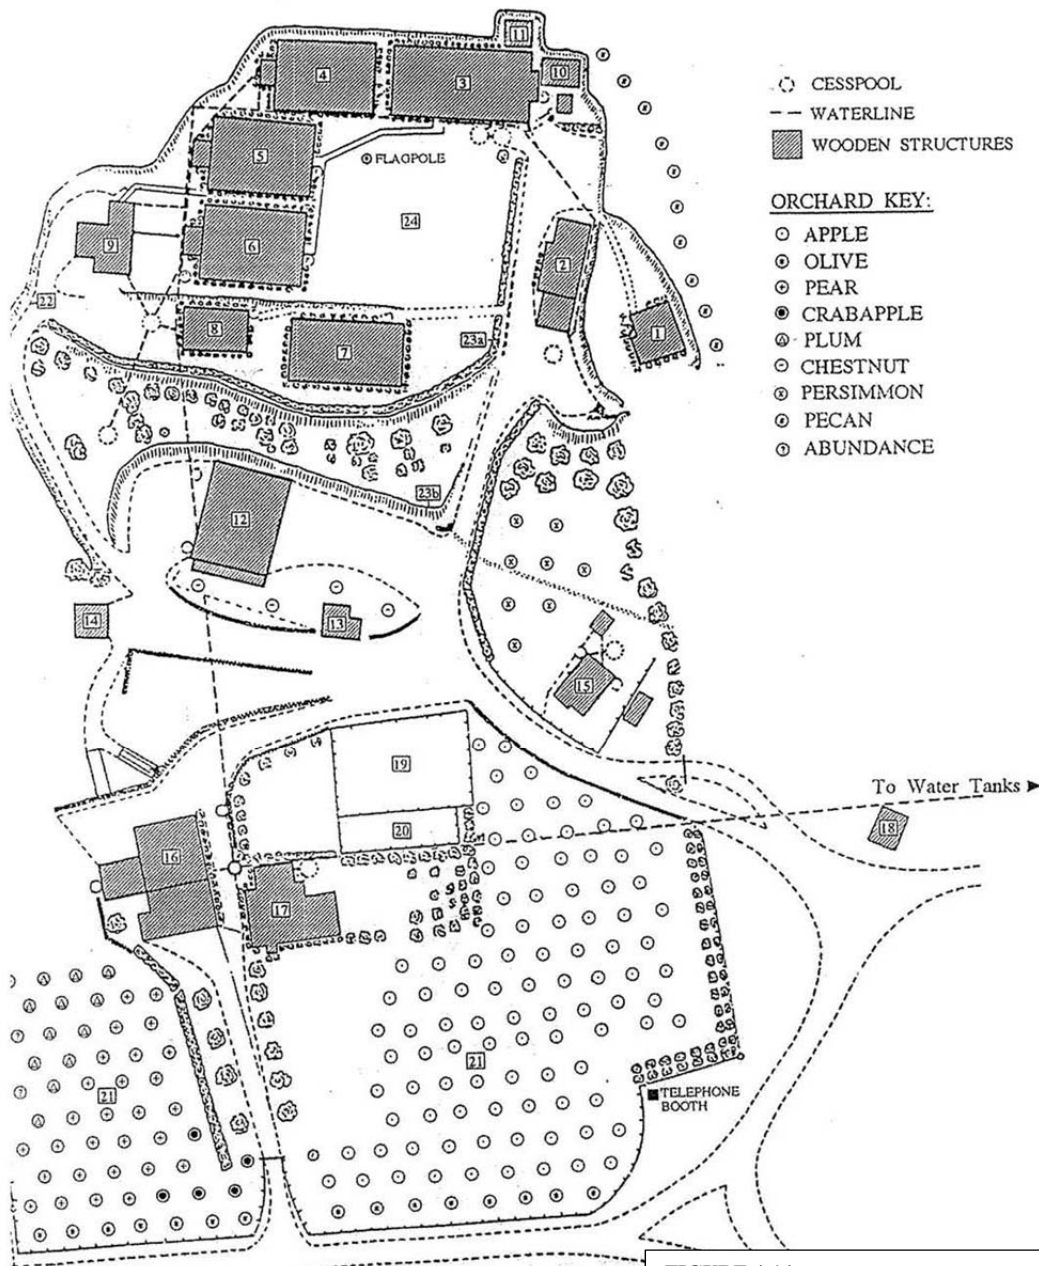 11
10
4
3
CESSPOOL
WATERLINE
WOODEN STRUCTURES
5
FLAGPOLE
ORCHARD KEY:
APPLE
OLIVE
PEAR
CRABAPPLE
PLUM
CHESTNUT
PERSIMMON
PECAN
ABUNDANCE
24
9
6
2
22
8
7
23a
1
23b
12
14
13
15
19
To Water Tanks
20
18
16
17
21
21
TELEPHONE
BOOTH